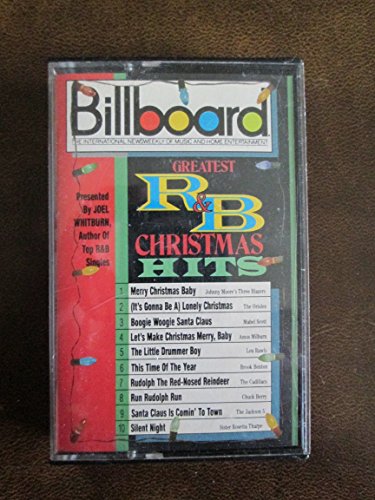 Billboard
THE INTERNATIONAL NEWSWEEKLY OF MUSIC AND HOME ENTERTAINMENT
GREATEST
R&B
CHRISTMAS
HITS
Presented
By JOEL
WHITBURN,
Author Of
Top R&B
Singles
1 Merry Christmas Baby Johnny Moore's Three Blazers
2 (It's Gonna Be A) Lonely Christmas The Orioles
3 Boogie Woogie Santa Claus Mabel Scott
4 Let's Make Christmas Merry, Baby Amos Milburn
5 The Little Drummer Boy Lou Rawls
6 This Time Of The Year Brook Benton
7 Rudolph The Red-Nosed Reindeer The Cadillacs
8 Run Rudolph Run Chuck Berry
9 Santa Claus Is Comin' To Town The Jackson 5
10 Silent Night Sister Rosetta Tharpe